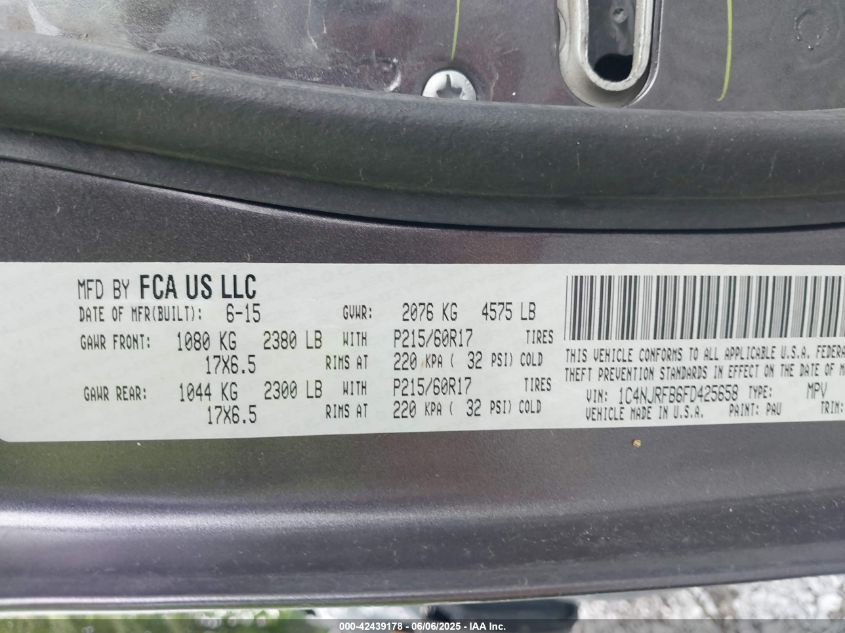 MFD BY FCA US LLC
DATE OF MFR(BUILT): 6-15 GVWR: 2076 KG 4575 LB
GAWR FRONT: 1080 KG 2380 LB WITH P215/60R17 TIRES
17X6.5 RIMS AT 220 KPA ( 32 PSI) COLD
GAWR REAR: 1044 KG 2300 LB WITH P215/60R17 TIRES
17X6.5 RIMS AT 220 KPA ( 32 PSI) COLD
THIS VEHICLE CONFORMS TO ALL APPLICABLE U.S.A. FEDERA
THEFT PREVENTION STANDARDS IN EFFECT ON THE DATE OF M
VIN: 1C4NJRFB6FD425658 TYPE: MPV
VEHICLE MADE IN U.S.A. PAINT: PAU TRIM:
000-42439178 - 06/06/2025 - IAA Inc.